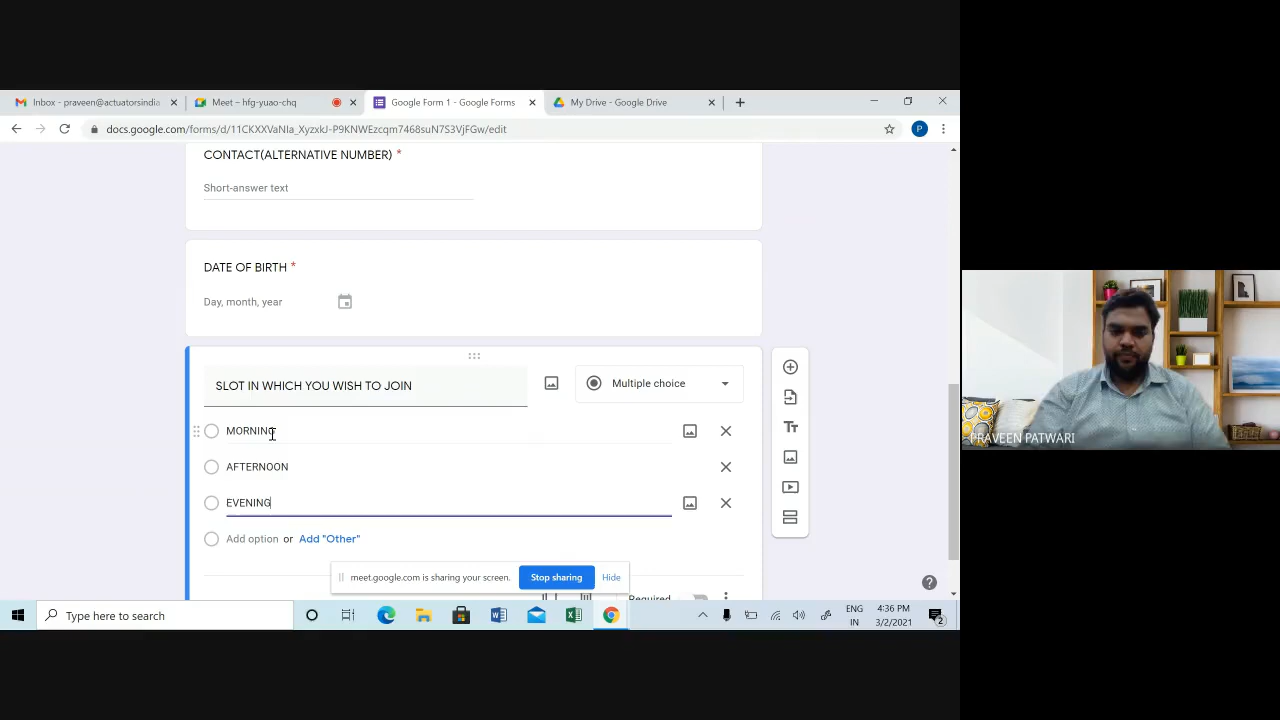 Inbox - praveen@actuatorsindia
Meet – hfg-yuao-chq
Google Form 1 - Google Forms
My Drive - Google Drive
docs.google.com/forms/d/11CKXXVaNIa_XyzxkJ-P9KNWEzcqm7468suN7S3VjFGw/edit
P
CONTACT(ALTERNATIVE NUMBER) *
Short-answer text
DATE OF BIRTH *
Day, month, year
SLOT IN WHICH YOU WISH TO JOIN
Multiple choice
MORNING
AFTERNOON
EVENING
Add option or Add "Other"
Required
meet.google.com is sharing your screen.
Stop sharing
Hide
PRAVEEN PATWARI
Type here to search
ENG
IN
4:36 PM
3/2/2021
2